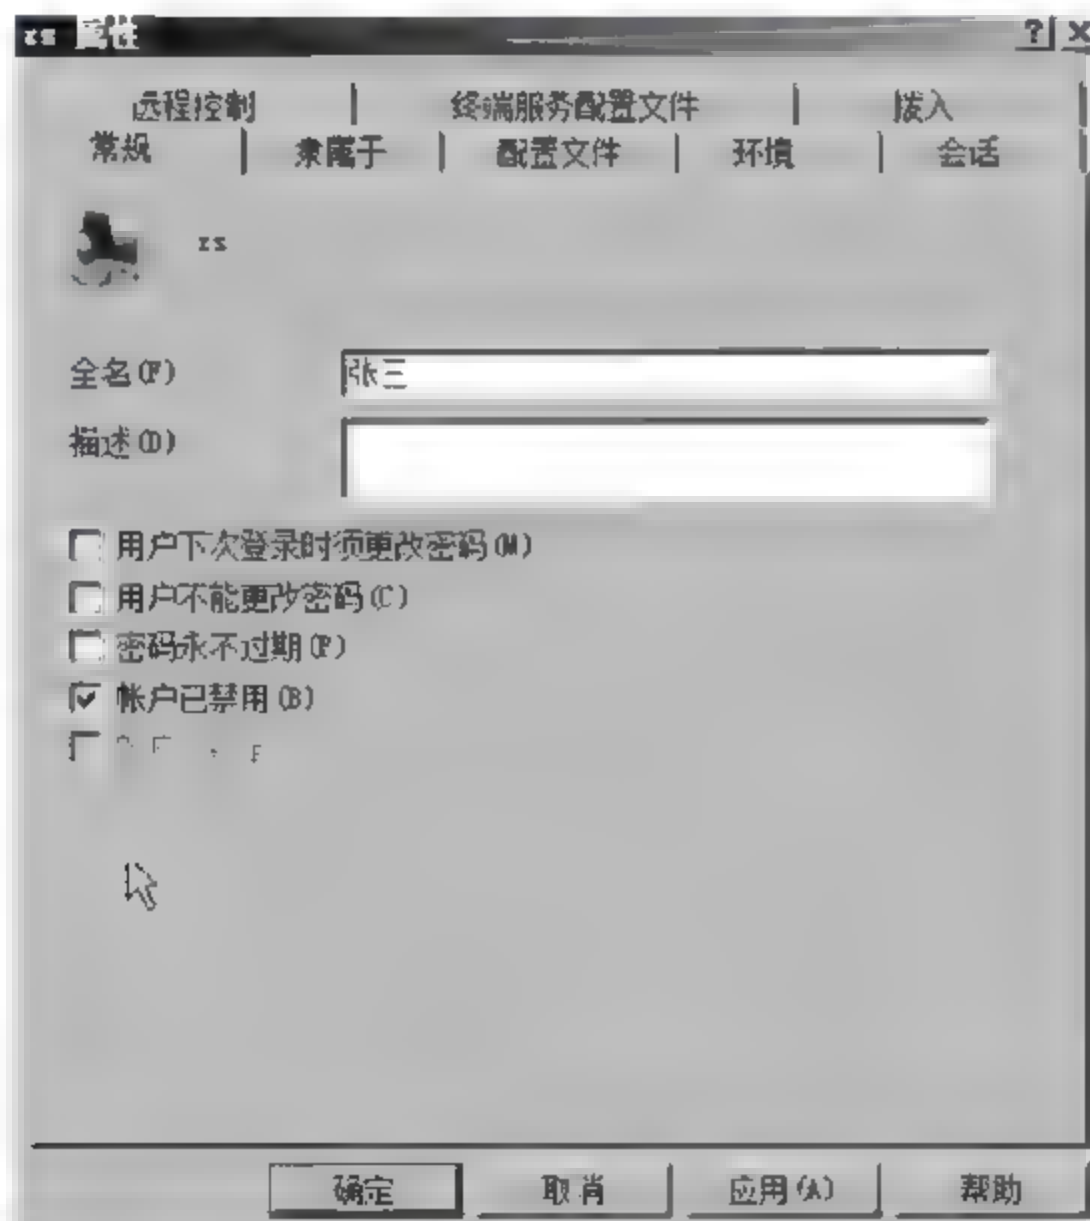 zs 属性
远程控制 终端服务配置文件 拨入
常规 隶属于 配置文件 环境 会话
zs
全名(F) 张三
描述(D)
用户下次登录时须更改密码(M)
用户不能更改密码(C)
密码永不过期(P)
帐户已禁用(B)
确定 取消 应用(A) 帮助